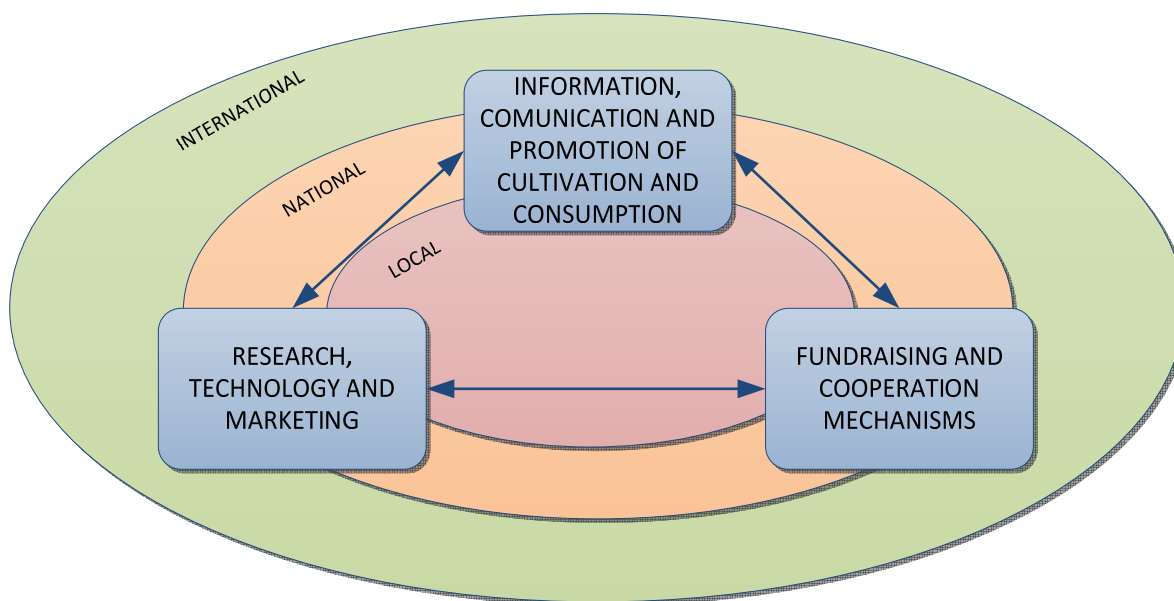 INTERNATIONAL
INFORMATION,
COMUNICATION AND
PROMOTION OF
CULTIVATION AND
CONSUMPTION
NATIONAL
LOCAL
RESEARCH,
TECHNOLOGY AND
MARKETING
FUNDRAISING AND
COOPERATION
MECHANISMS